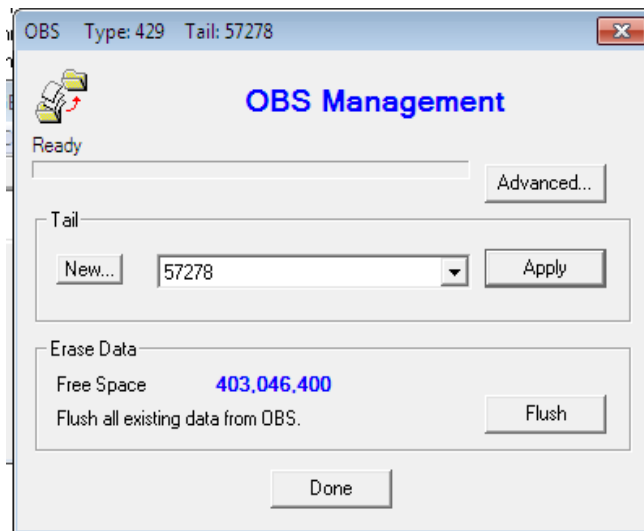 OBS Type: 429 Tail: 57278
OBS Management
Ready
Advanced...
Tail
New...
57278
Apply
Erase Data
Free Space 403,046,400
Flush all existing data from OBS.
Flush
Done